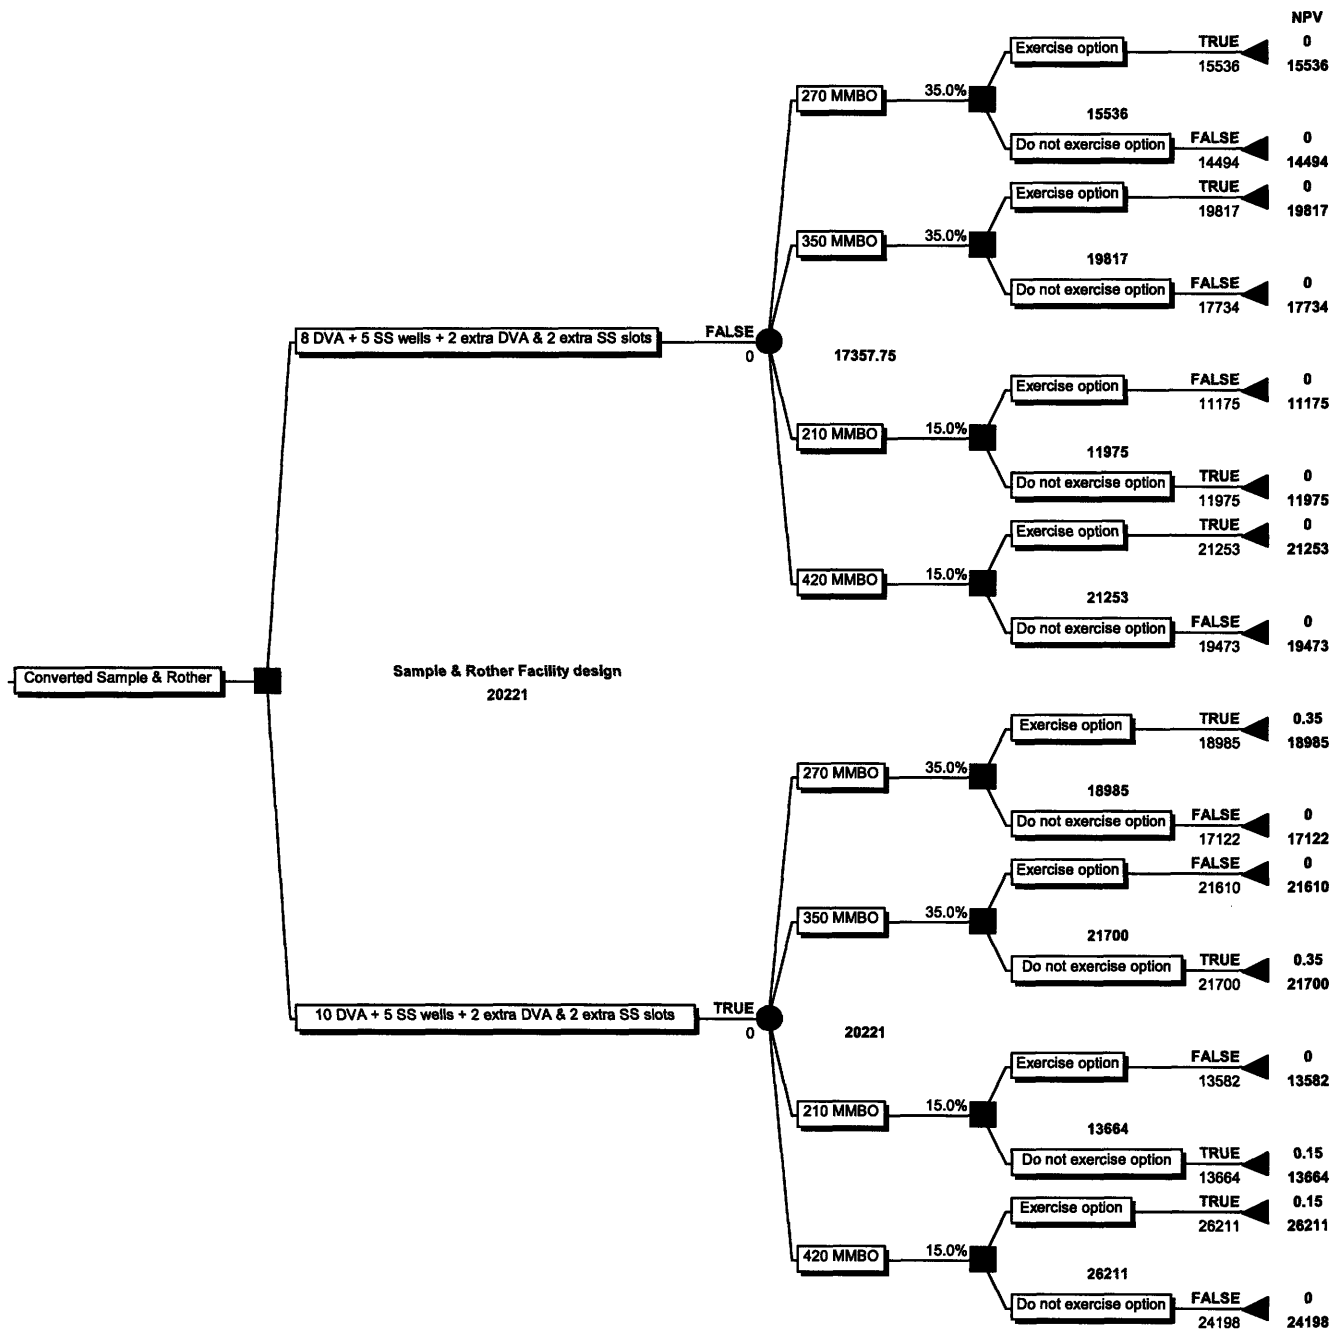 NPV
Exercise option TRUE 0
15536 15536
270 MMBO 35.0%
15536
Do not exercise option FALSE 0
14494 14494
Exercise option TRUE 0
19817 19817
350 MMBO 35.0%
19817
Do not exercise option FALSE 0
17734 17734
8 DVA + 5 SS wells + 2 extra DVA & 2 extra SS slots FALSE
0 17357.75
Exercise option FALSE 0
11175 11175
210 MMBO 15.0%
11975
Do not exercise option TRUE 0
11975 11975
Exercise option TRUE 0
21253 21253
420 MMBO 15.0%
21253
Do not exercise option FALSE 0
19473 19473
Converted Sample & Rother
Sample & Rother Facility design
20221
Exercise option TRUE 0.35
18985 18985
270 MMBO 35.0%
18985
Do not exercise option FALSE 0
17122 17122
Exercise option FALSE 0
21610 21610
350 MMBO 35.0%
21700
Do not exercise option TRUE 0.35
21700 21700
10 DVA + 5 SS wells + 2 extra DVA & 2 extra SS slots TRUE
0 20221
Exercise option FALSE 0
13582 13582
210 MMBO 15.0%
13664
Do not exercise option TRUE 0.15
13664 13664
Exercise option TRUE 0.15
26211 26211
420 MMBO 15.0%
26211
Do not exercise option FALSE 0
24198 24198